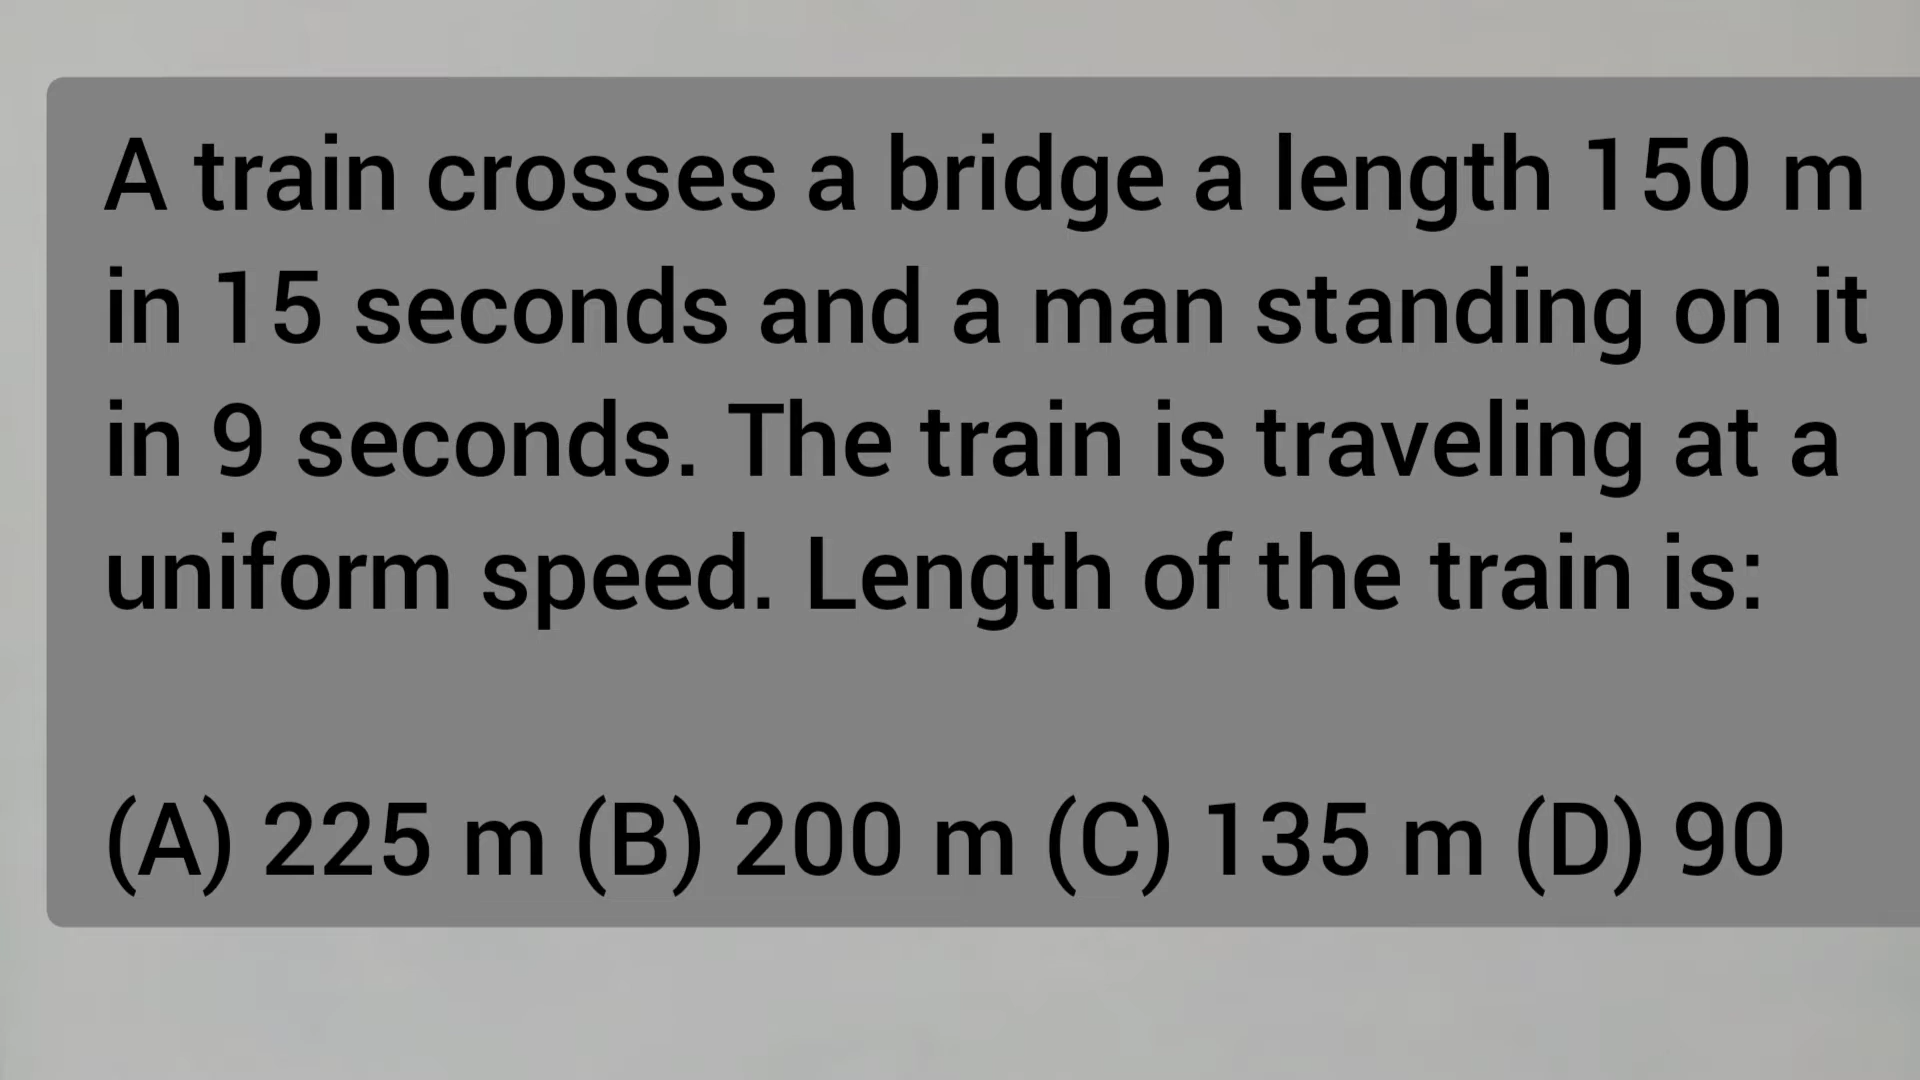 A train crosses a bridge a length 150 m
in 15 seconds and a man standing on it
in 9 seconds. The train is traveling at a
uniform speed. Length of the train is:
(A) 225 m (B) 200 m (C) 135 m (D) 90